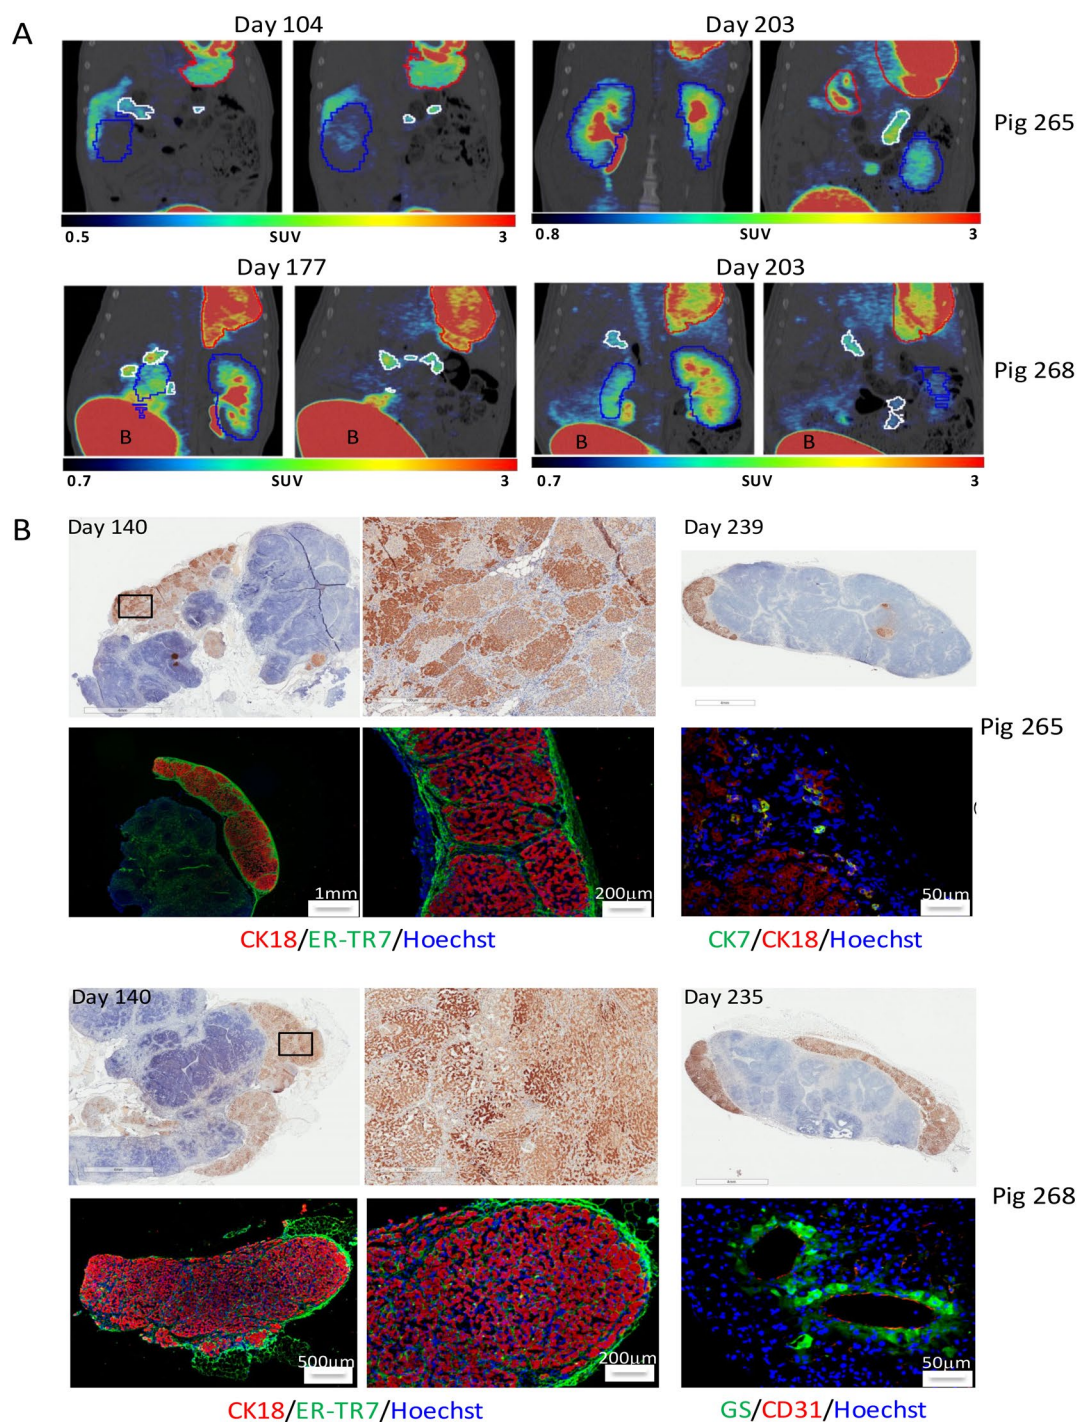 A
Day 104
Day 203
Pig 265
0.5
SUV
3
0.8
SUV
3
Day 177
Day 203
B
B
B
B
Pig 268
0.7
SUV
3
0.7
SUV
3
B
Day 140
Day 239
Pig 265
1mm
200μm
50μm
CK18/ER-TR7/Hoechst
CK7/CK18/Hoechst
Day 140
Day 235
Pig 268
500μm
200μm
50μm
CK18/ER-TR7/Hoechst
GS/CD31/Hoechst